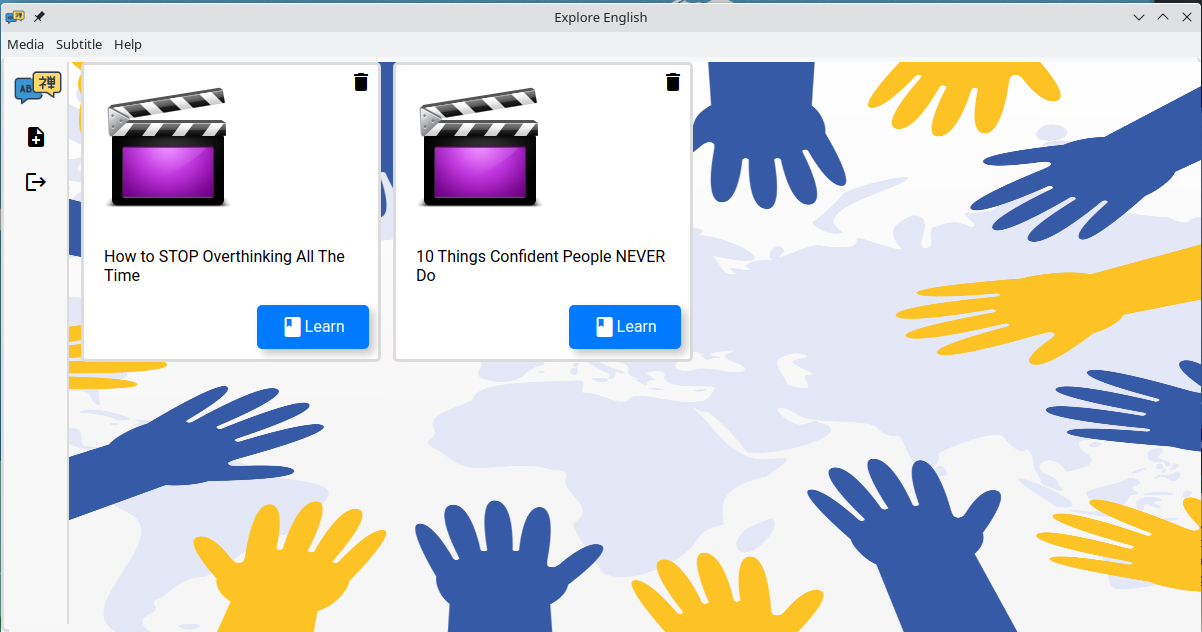 Explore English
Media Subtitle Help
AB 禅
How to STOP Overthinking All The
Time
Learn
10 Things Confident People NEVER
Do
Learn